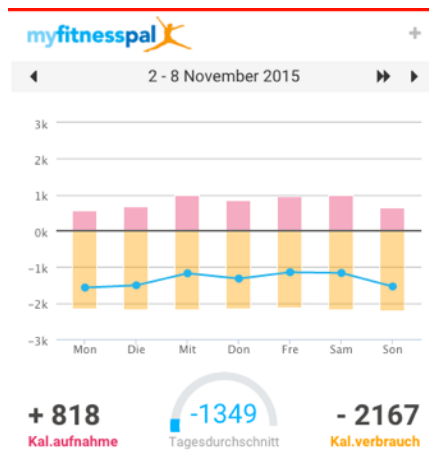 myfitnesspal
+
2 - 8 November 2015
3k
2k
1k
0k
-1k
-2k
-3k
Mon Die Mit Don Fre Sam Son
+ 818 -1349 - 2167
Kal.aufnahme Tagesdurchschnitt Kal.verbrauch